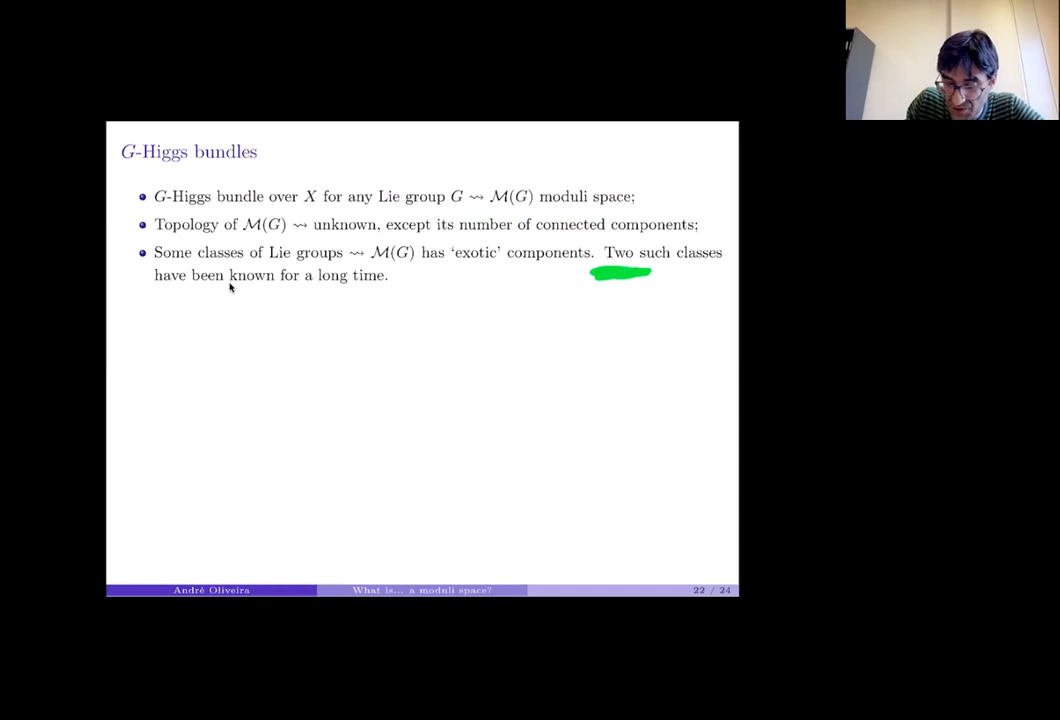 G-Higgs bundles
G-Higgs bundle over X for any Lie group G ⇝ M(G) moduli space;
Topology of M(G) ⇝ unknown, except its number of connected components;
Some classes of Lie groups ⇝ M(G) has ‘exotic’ components. Two such classes
have been known for a long time.
André Oliveira What is... a moduli space? 22 / 24